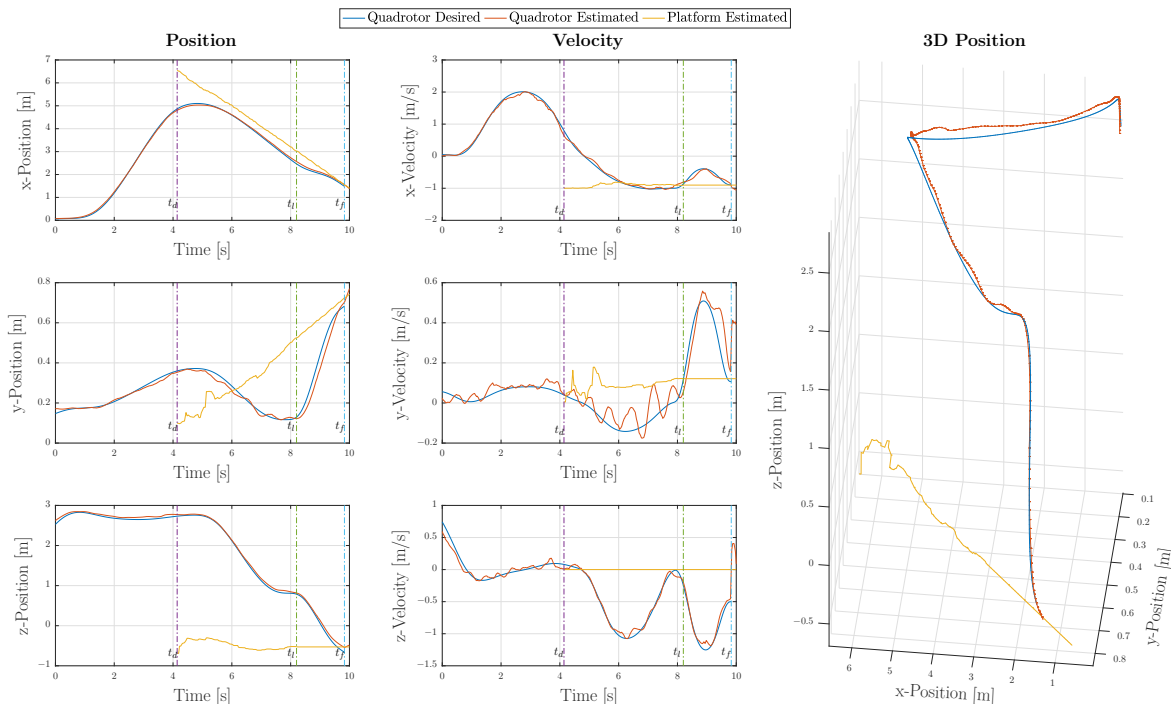 Quadrotor Desired Quadrotor Estimated Platform Estimated
Position
Velocity
3D Position
7
6
5
4
3
2
1
0
x-Position [m]
t_d
t_l
t_f
0 2 4 6 8 10
Time [s]
3
2
1
0
−1
−2
x-Velocity [m/s]
t_d
t_l
t_f
0 2 4 6 8 10
Time [s]
0.8
0.6
0.4
0.2
0
y-Position [m]
t_d
t_l
t_f
0 2 4 6 8 10
Time [s]
0.6
0.4
0.2
0
−0.2
y-Velocity [m/s]
t_d
t_l
t_f
0 2 4 6 8 10
Time [s]
3
2
1
0
−1
z-Position [m]
t_d
t_l
t_f
0 2 4 6 8 10
Time [s]
1
0.5
0
−0.5
−1
−1.5
z-Velocity [m/s]
t_d
t_l
t_f
0 2 4 6 8 10
Time [s]
2.5
2
1.5
1
0.5
0
−0.5
z-Position [m]
6 5 4 3 2 1
x-Position [m]
0.1
0.2
0.3
0.4
0.5
0.6
0.7
0.8
y-Position [m]